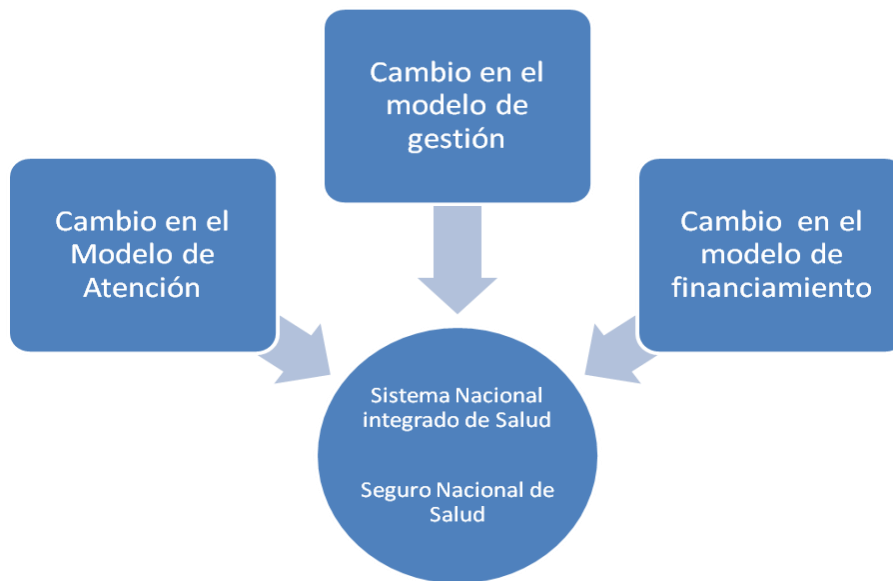 Cambio en el
modelo de
gestión
Cambio en el
Modelo de
Atención
Cambio en el
modelo de
financiamiento
Sistema Nacional
integrado de Salud
Seguro Nacional de
Salud